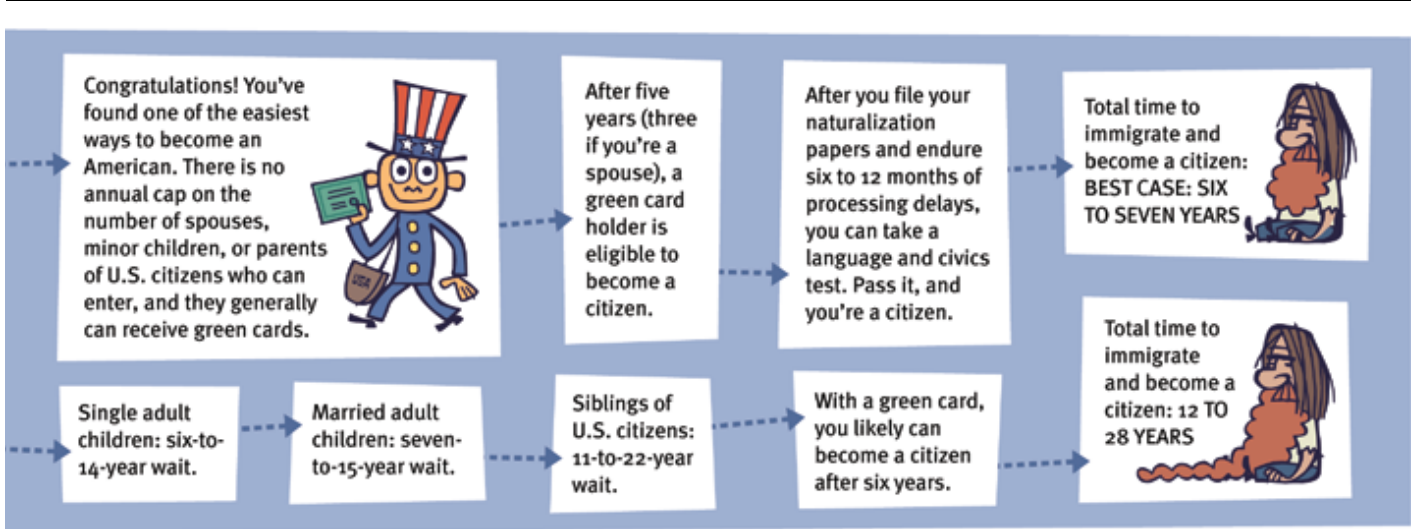 Congratulations! You've
found one of the easiest
ways to become an
American. There is no
annual cap on the
number of spouses,
minor children, or parents
of U.S. citizens who can
enter, and they generally
can receive green cards.
USA
After five
years (three
if you're a
spouse), a
green card
holder is
eligible to
become a
citizen.
After you file your
naturalization
papers and endure
six to 12 months of
processing delays,
you can take a
language and civics
test. Pass it, and
you're a citizen.
Total time to
immigrate and
become a citizen:
BEST CASE: SIX
TO SEVEN YEARS
Single adult
children: six-to-
14-year wait.
Married adult
children: seven-
to-15-year wait.
Siblings of
U.S. citizens:
11-to-22-year
wait.
With a green card,
you likely can
become a citizen
after six years.
Total time to
immigrate
and become a
citizen: 12 TO
28 YEARS